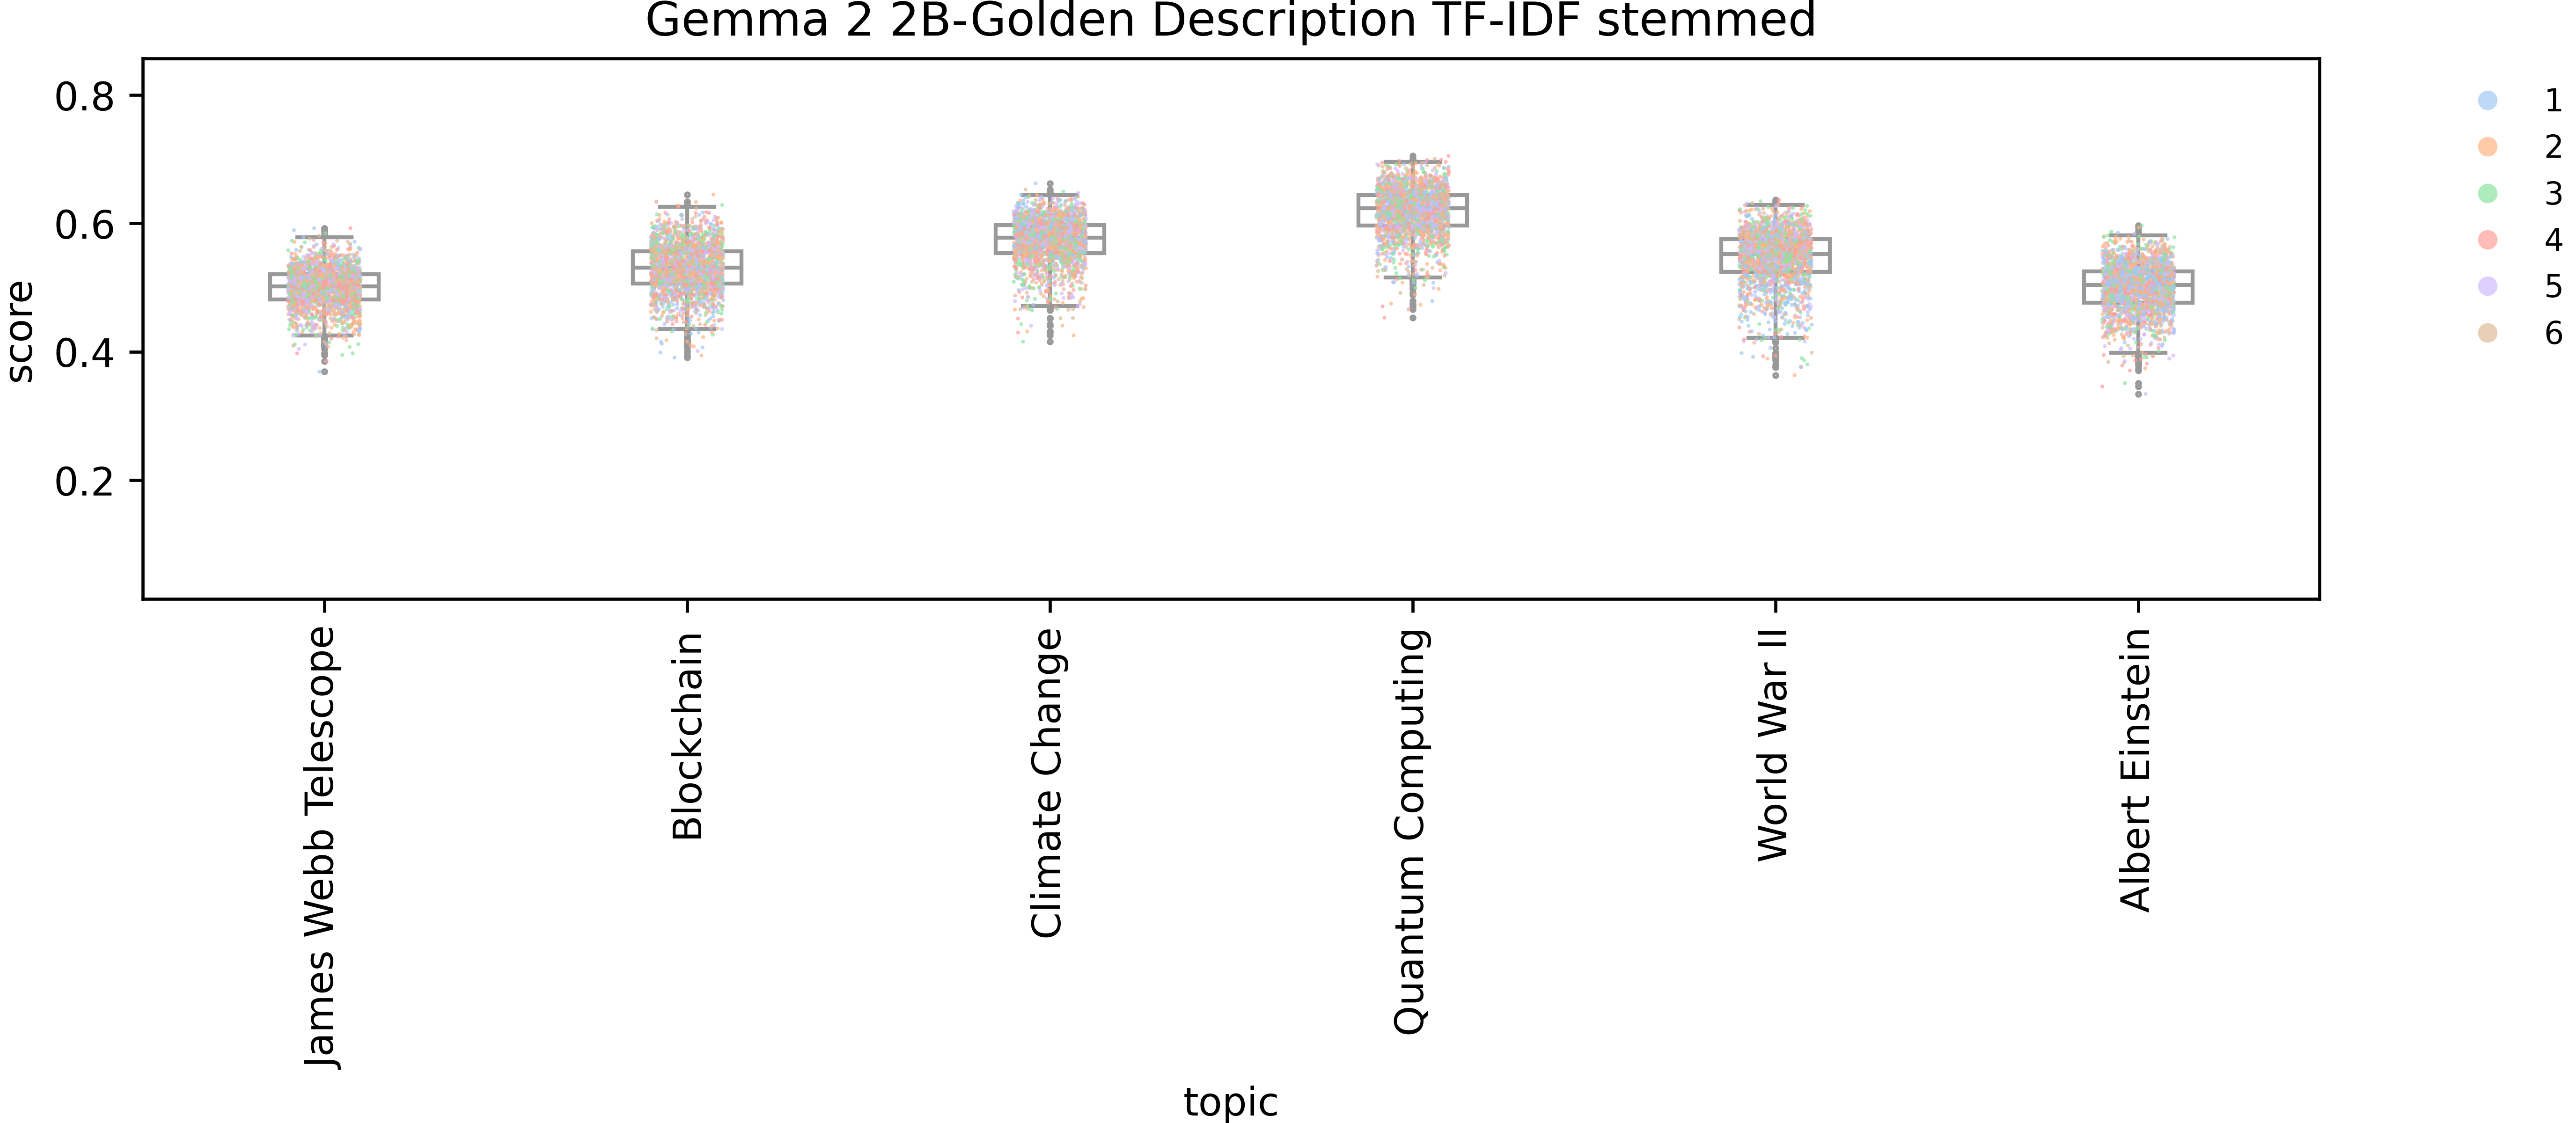 Gemma 2 2B-Golden Description TF-IDF stemmed
score
0.8
0.6
0.4
0.2
1
2
3
4
5
6
James Webb Telescope
Blockchain
Climate Change
Quantum Computing
World War II
Albert Einstein
topic